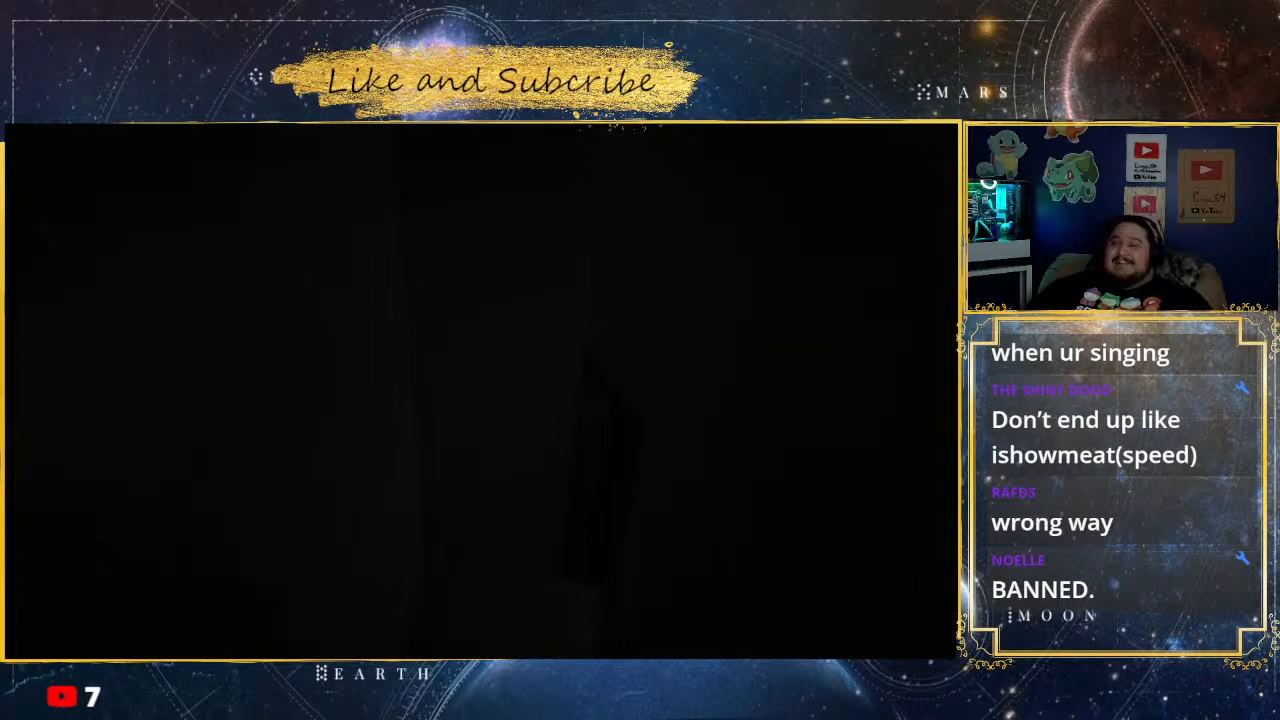 Like and Subcribe
MARS
when ur singing
THE SHINY DOOD
Don’t end up like
ishowmeat(speed)
RAFDS
wrong way
NOELLE
BANNED.
MOON
EARTH
7